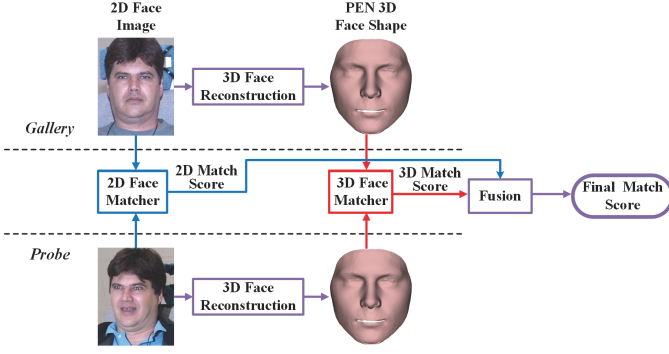 2D Face
Image
PEN 3D
Face Shape
3D Face
Reconstruction
Gallery
2D Match
Score
3D Match
Score
2D Face
Matcher
3D Face
Matcher
Fusion
Final Match
Score
Probe
3D Face
Reconstruction